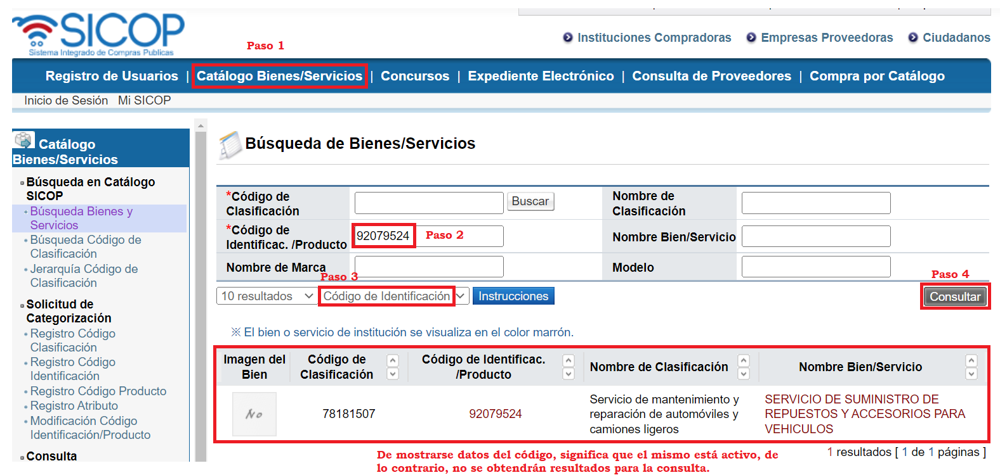 SICOP
Sistema Integrado de Compras Publicas
Paso 1
Instituciones Compradoras Empresas Proveedoras Ciudadanos
Registro de Usuarios | Catálogo Bienes/Servicios | Concursos | Expediente Electrónico | Consulta de Proveedores | Compra por Catálogo
Inicio de Sesión Mi SICOP
Catálogo
Bienes/Servicios
Búsqueda en Catálogo
SICOP
Búsqueda Bienes y
Servicios
Búsqueda Código de
Clasificación
Jerarquía Código de
Clasificación
Solicitud de
Categorización
Registro Código
Clasificación
Registro Código
Identificación
Registro Código Producto
Registro Atributo
Modificación Código
Identificación/Producto
Consulta
Búsqueda de Bienes/Servicios
*Código de
Clasificación
Buscar
Nombre de
Clasificación
*Código de
Identificac. /Producto
92079524
Paso 2
Nombre Bien/Servicio
Nombre de Marca
Modelo
Paso 3
Paso 4
10 resultados
Código de Identificación
Instrucciones
Consultar
※ El bien o servicio de institución se visualiza en el color marrón.
Imagen del
Bien
Código de
Clasificación
Código de Identificac.
/Producto
Nombre de Clasificación
Nombre Bien/Servicio
No
78181507
92079524
Servicio de mantenimiento y
reparación de automóviles y
camiones ligeros
SERVICIO DE SUMINISTRO DE
REPUESTOS Y ACCESORIOS PARA
VEHICULOS
De mostrarse datos del código, significa que el mismo está activo, de
lo contrario, no se obtendrán resultados para la consulta.
1 resultados [ 1 de 1 páginas ]